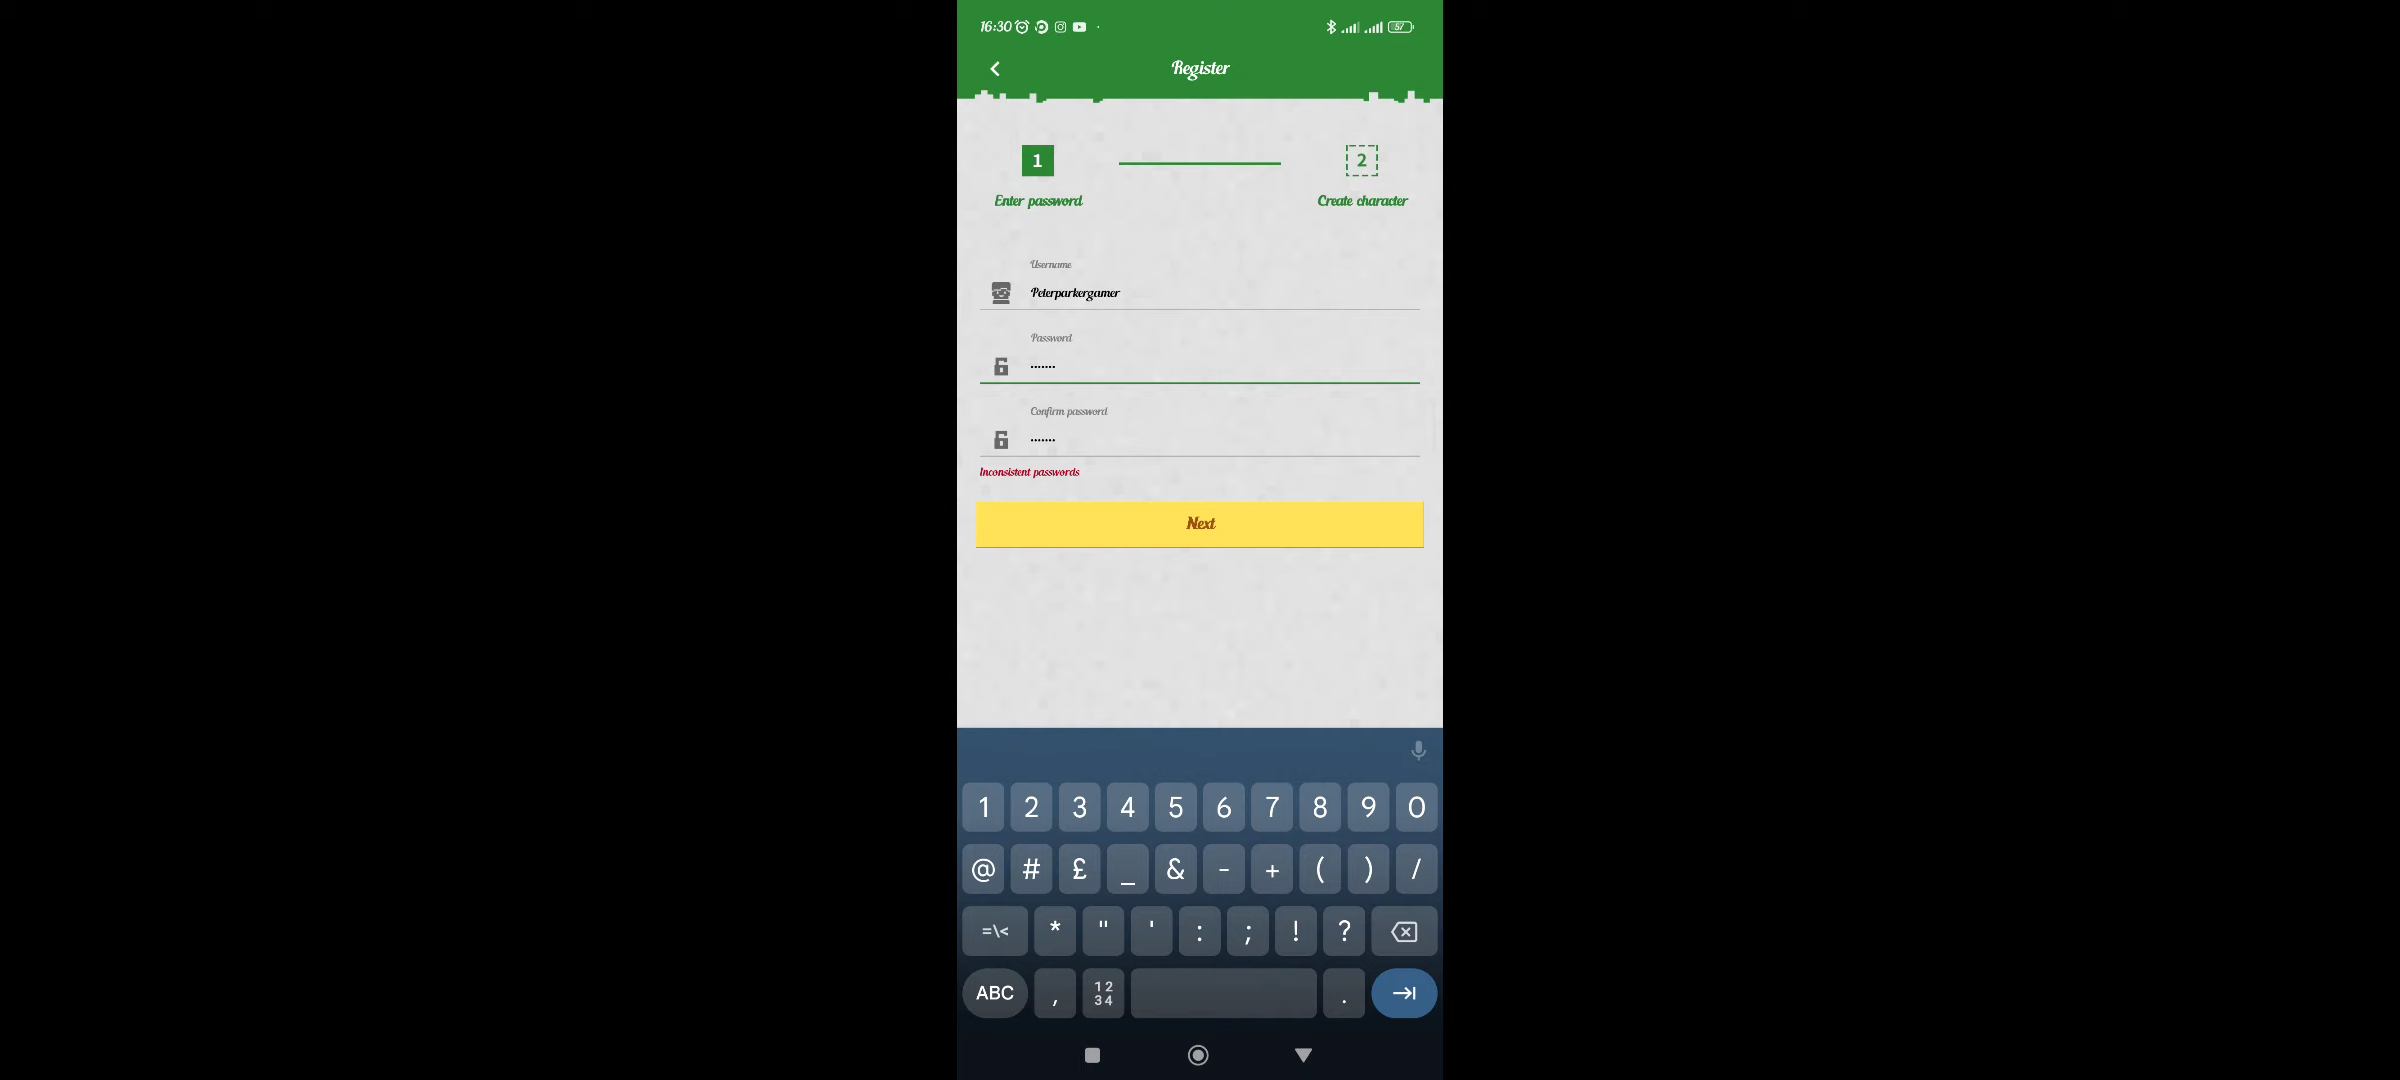 16:30
57
Register
1
2
Enter password
Create character
Username
Peterparkergamer
Password
.......
Confirm password
.......
Inconsistent passwords
Next
1 2 3 4 5 6 7 8 9 0
@ # £ _ & - + ( ) /
=\< * " ' : ; ! ?
ABC , 12 34 .